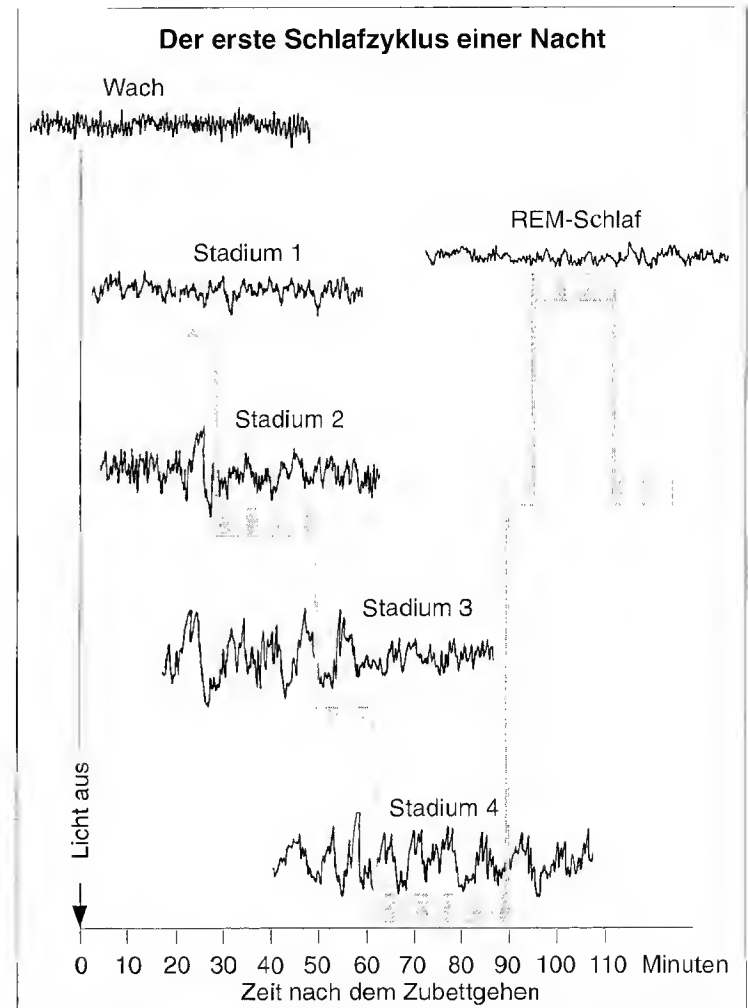 Der erste Schlafzyklus einer Nacht
Wach
REM-Schlaf
Stadium 1
Stadium 2
Stadium 3
Stadium 4
Licht aus
0 10 20 30 40 50 60 70 80 90 100 110 Minuten
Zeit nach dem Zubettgehen